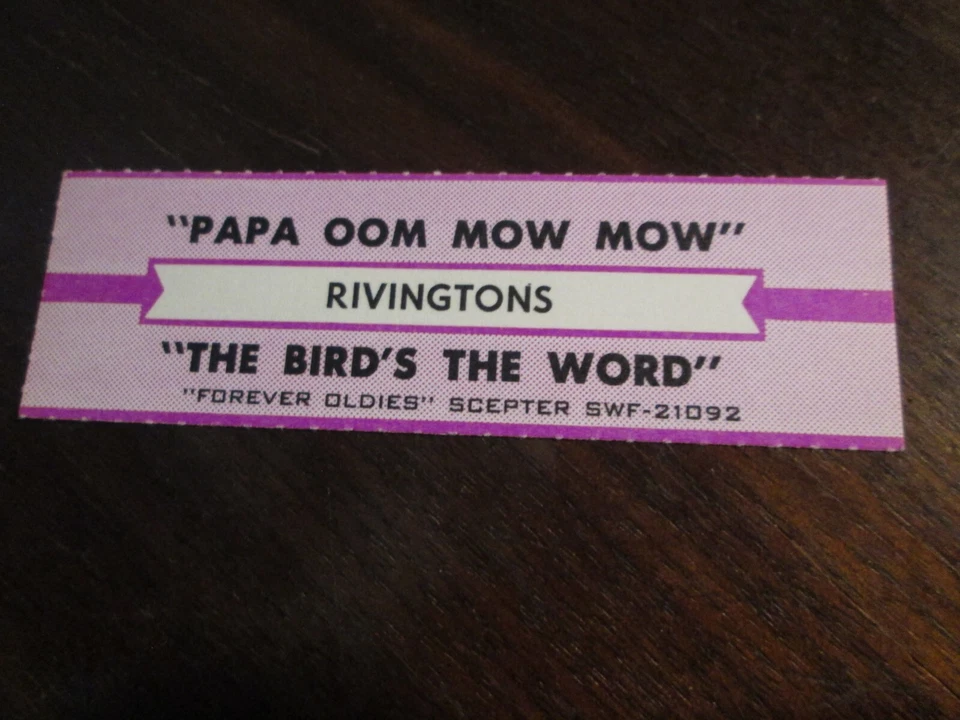 "PAPA OOM MOW MOW"
RIVINGTONS
"THE BIRD'S THE WORD"
"FOREVER OLDIES" SCEPTER SWF-21092